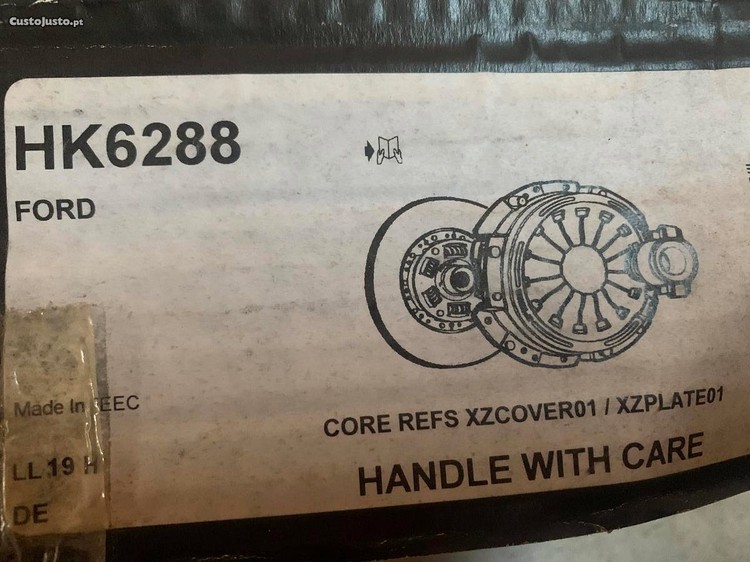 CustoJusto.pt
HK6288
FORD
Made In EEC
CORE REFS XZCOVER01 / XZPLATE01
LL 19 H
HANDLE WITH CARE
DE